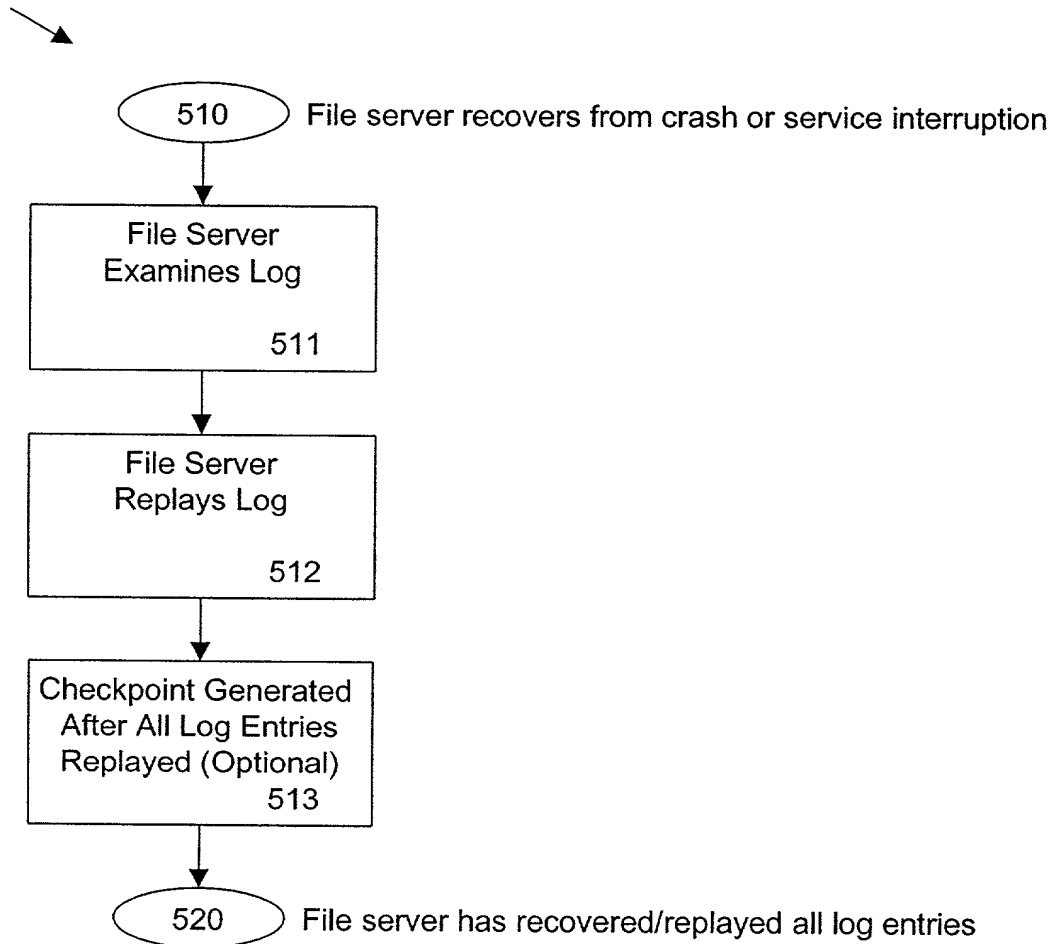 510 File server recovers from crash or service interruption
File Server
Examines Log
511
File Server
Replays Log
512
Checkpoint Generated
After All Log Entries
Replayed (Optional)
513
520 File server has recovered/replayed all log entries